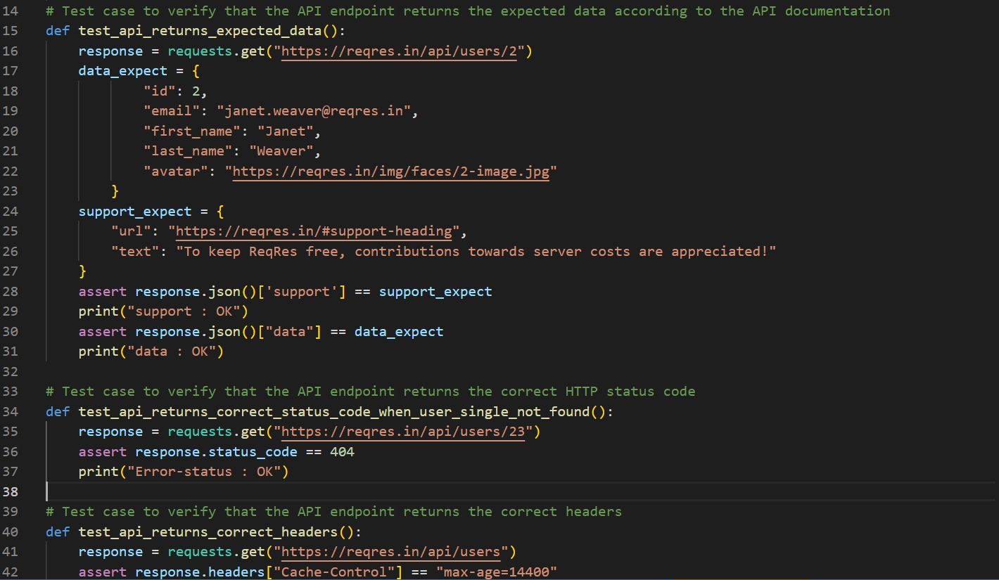 14 # Test case to verify that the API endpoint returns the expected data according to the API documentation
15 def test_api_returns_expected_data():
16     response = requests.get("https://reqres.in/api/users/2")
17     data_expect = {
18             "id": 2,
19             "email": "janet.weaver@reqres.in",
20             "first_name": "Janet",
21             "last_name": "Weaver",
22             "avatar": "https://reqres.in/img/faces/2-image.jpg"
23         }
24     support_expect = {
25         "url": "https://reqres.in/#support-heading",
26         "text": "To keep ReqRes free, contributions towards server costs are appreciated!"
27     }
28     assert response.json()['support'] == support_expect
29     print("support : OK")
30     assert response.json()["data"] == data_expect
31     print("data : OK")
32
33 # Test case to verify that the API endpoint returns the correct HTTP status code
34 def test_api_returns_correct_status_code_when_user_single_not_found():
35     response = requests.get("https://reqres.in/api/users/23")
36     assert response.status_code == 404
37     print("Error-status : OK")
38
39 # Test case to verify that the API endpoint returns the correct headers
40 def test_api_returns_correct_headers():
41     response = requests.get("https://reqres.in/api/users")
42     assert response.headers["Cache-Control"] == "max-age=14400"